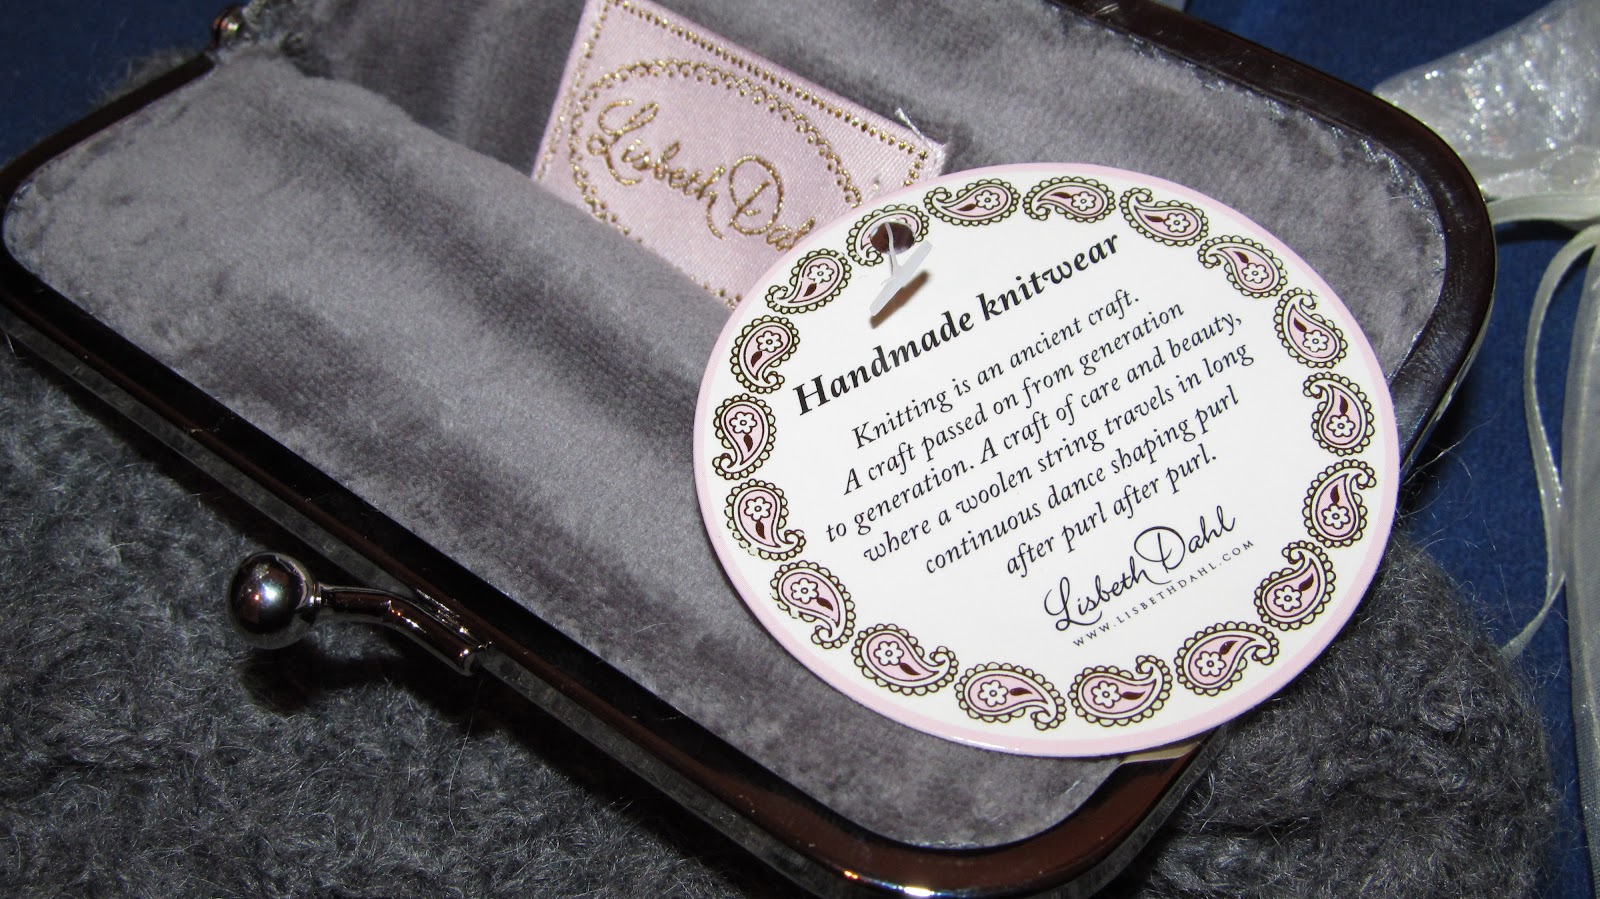 Lisbeth Dahl
Handmade knitwear
Knitting is an ancient craft.
A craft passed on from generation
to generation. A craft of care and beauty,
where a woolen string travels in long
continuous dance shaping purl
after purl after purl.
Lisbeth Dahl
WWW.LISBETHDAHL.COM